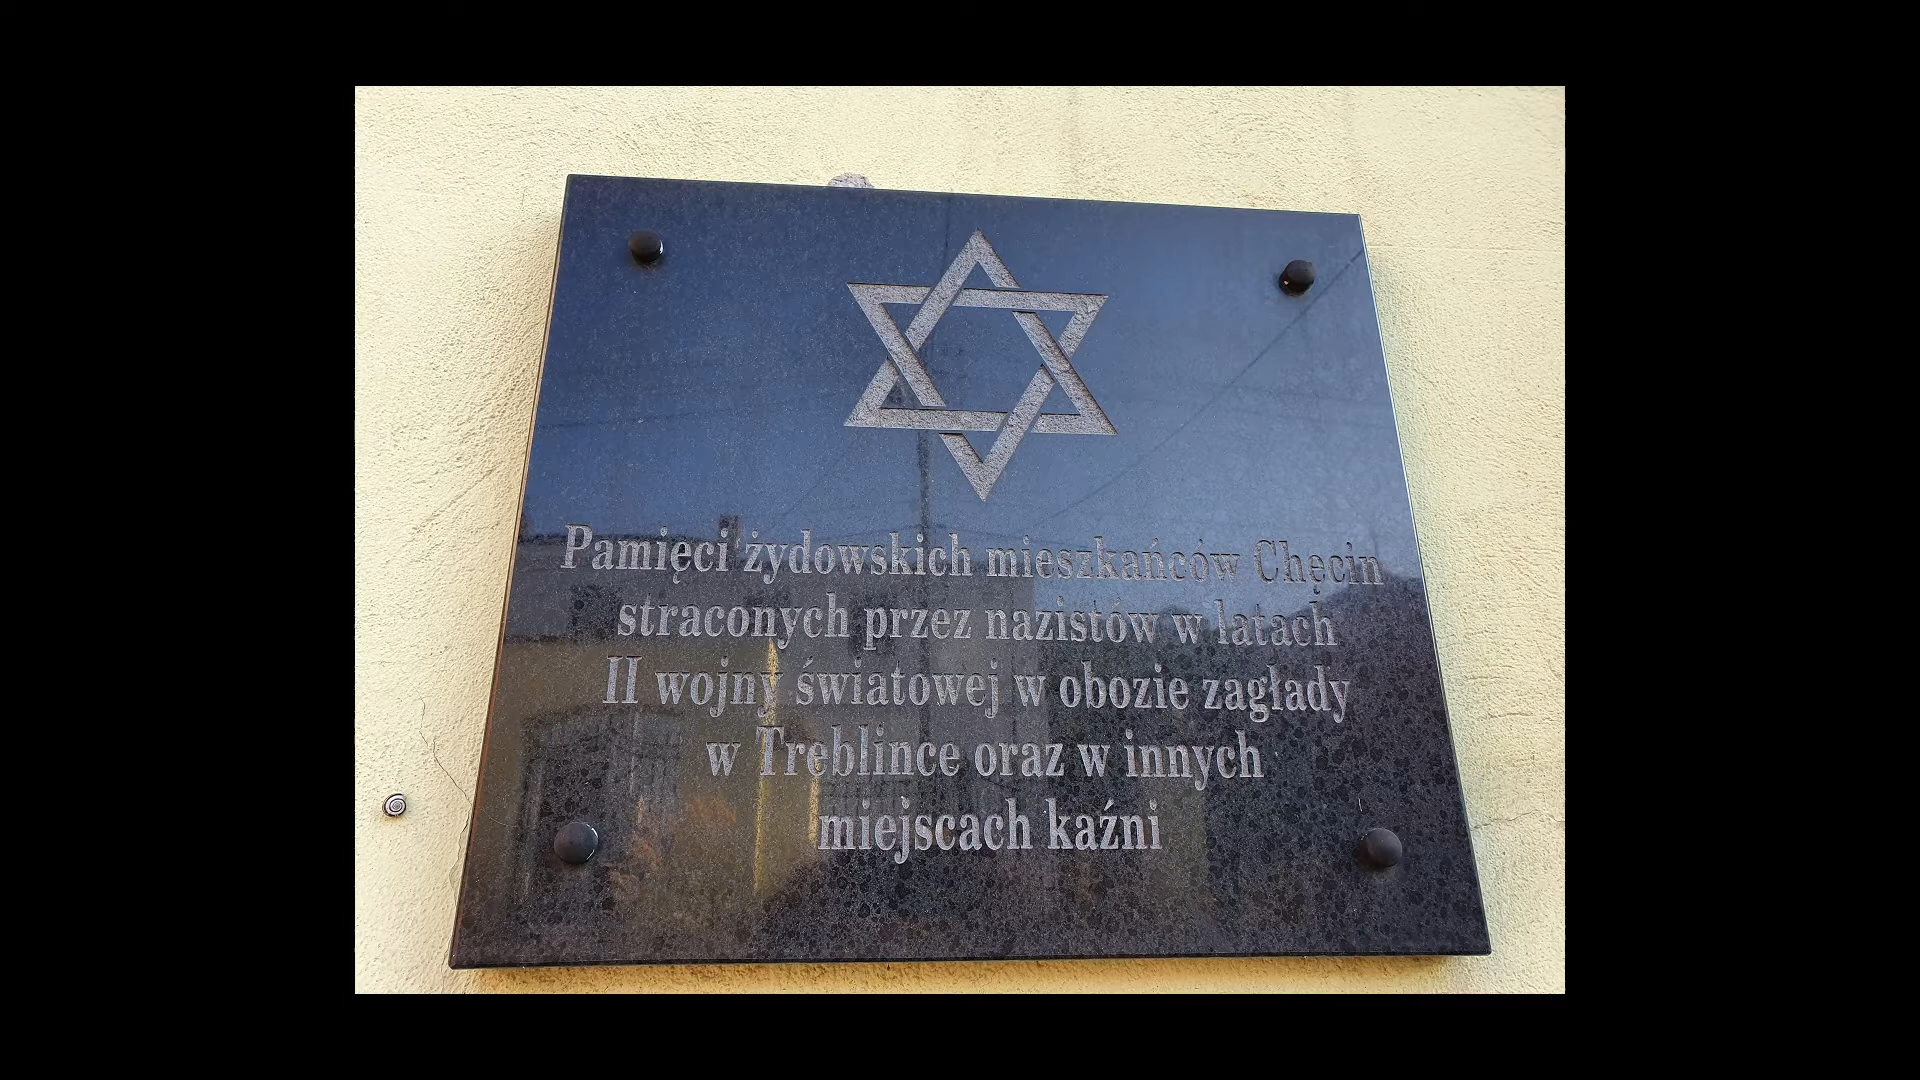 Pamięci żydowskich mieszkańców Chęcin
straconych przez nazistów w latach
II wojny światowej w obozie zagłady
w Treblince oraz w innych
miejscach kaźni